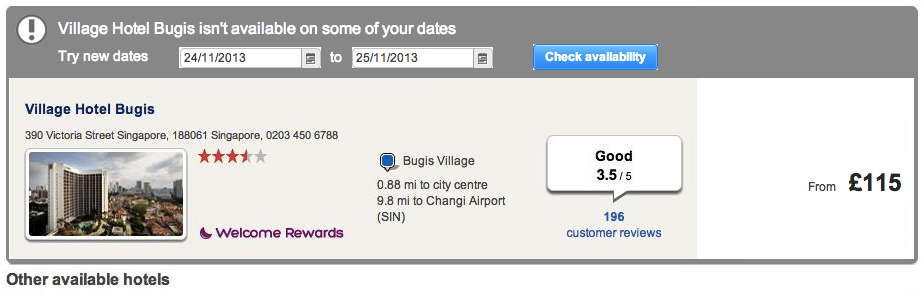 Village Hotel Bugis isn't available on some of your dates
Try new dates 24/11/2013 to 25/11/2013 Check availability
Village Hotel Bugis
390 Victoria Street Singapore, 188061 Singapore, 0203 450 6788
Bugis Village
0.88 mi to city centre
9.8 mi to Changi Airport
(SIN)
Welcome Rewards
Good
3.5 / 5
196
customer reviews
From £115
Other available hotels